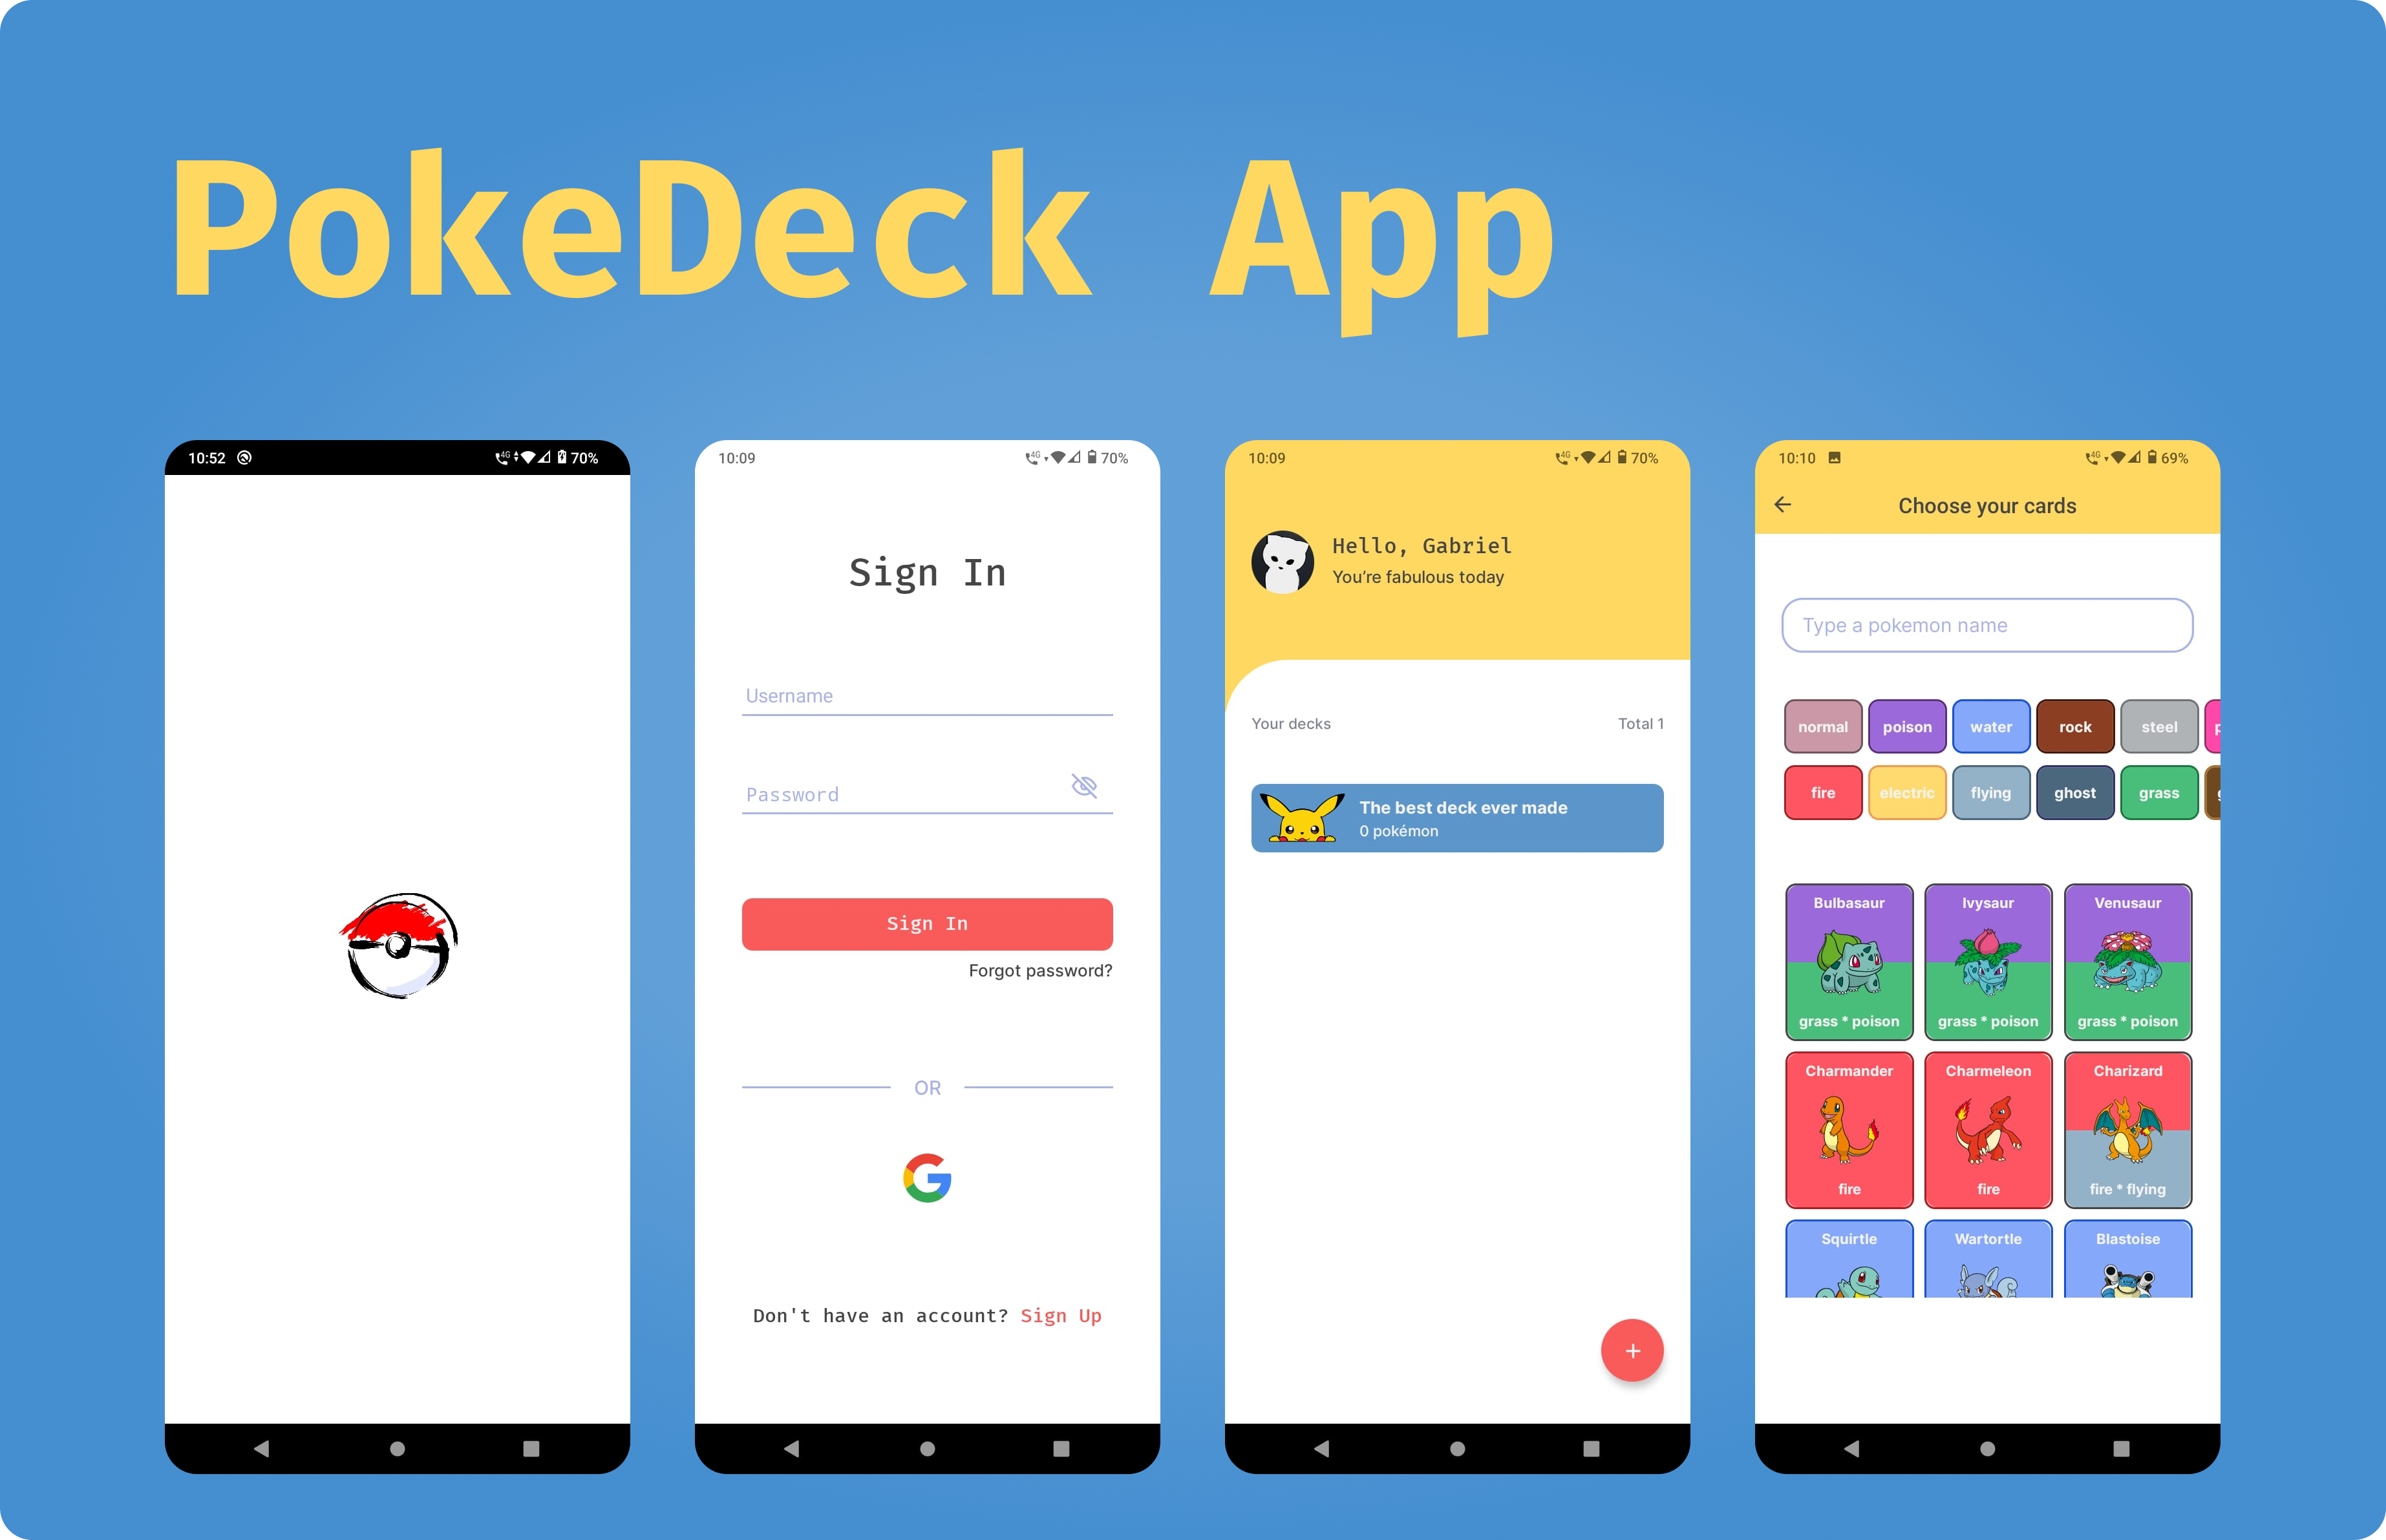 PokeDeck App
10:52
4G 70%
10:09
4G 70%
Sign In
Username
Password
Sign In
Forgot password?
OR
Don't have an account? Sign Up
10:09
4G 70%
Hello, Gabriel
You’re fabulous today
Your decks
Total 1
The best deck ever made
0 pokémon
10:10
4G 69%
Choose your cards
Type a pokemon name
normal poison water rock steel p
fire electric flying ghost grass g
Bulbasaur Ivysaur Venusaur
grass * poison grass * poison grass * poison
Charmander Charmeleon Charizard
fire fire fire * flying
Squirtle Wartortle Blastoise